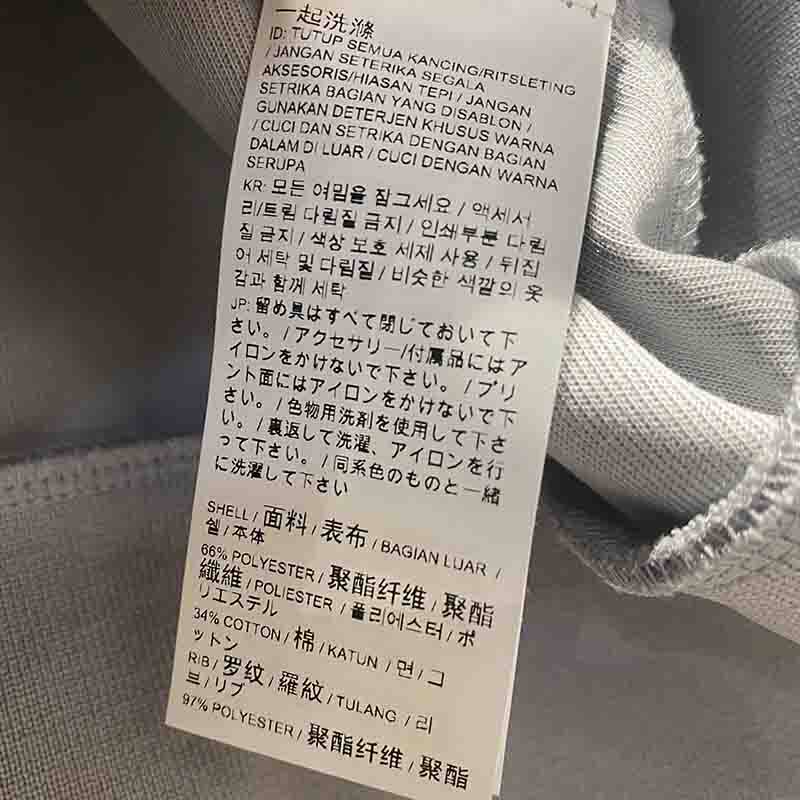 一起洗滌
ID: TUTUP SEMUA KANCING/RITSLETING
/ JANGAN SETERIKA SEGALA
AKSESORIS/HIASAN TEPI / JANGAN
SETRIKA BAGIAN YANG DISABLON /
GUNAKAN DETERJEN KHUSUS WARNA
/ CUCI DAN SETRIKA DENGAN BAGIAN
DALAM DI LUAR / CUCI DENGAN WARNA
SERUPA
KR: 모든 여밈을 잠그세요 / 액세서
리/트림 다림질 금지 / 인쇄부분 다림
질 금지 / 색상 보호 세제 사용 / 뒤집
어 세탁 및 다림질 / 비슷한 색깔의 옷
감과 함께 세탁
JP: 留め具はすべて閉じておいて下
さい。 / アクセサリー/付属品にはア
イロンをかけないで下さい。 / プリ
ント面にはアイロンをかけないで下
さい。 / 色物用洗剤を使用して下さ
い。 / 裏返して洗濯、アイロンを行
って下さい。 / 同系色のものと一緒
に洗濯して下さい
SHELL / 面料 / 表布 / BAGIAN LUAR /
쉘 / 本体
66% POLYESTER / 聚酯纤维 / 聚酯
纖維 / POLIESTER / 폴리에스터 / ポ
リエステル
34% COTTON / 棉 / KATUN / 면 / コ
ットン
RIB / 罗纹 / 羅紋 / TULANG / 리
브 / リブ
97% POLYESTER / 聚酯纤维 / 聚酯